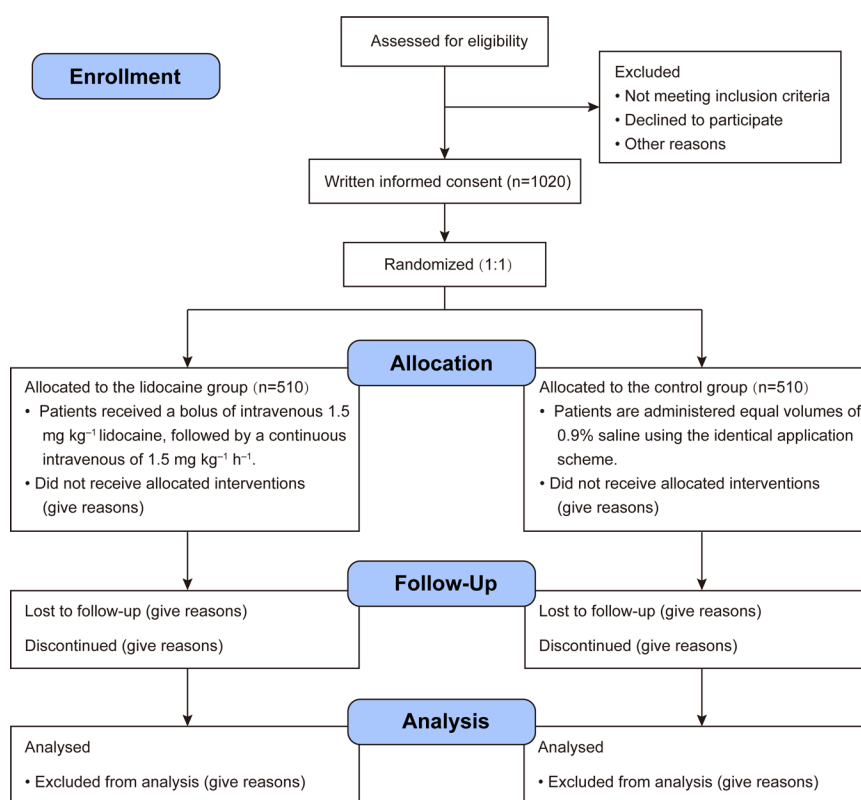 Assessed for eligibility
Enrollment
Excluded
• Not meeting inclusion criteria
• Declined to participate
• Other reasons
Written informed consent (n=1020)
Randomized (1:1)
Allocation
Allocated to the lidocaine group (n=510)
• Patients received a bolus of intravenous 1.5
mg kg⁻¹ lidocaine, followed by a continuous
intravenous of 1.5 mg kg⁻¹ h⁻¹.
• Did not receive allocated interventions
(give reasons)
Allocated to the control group (n=510)
• Patients are administered equal volumes of
0.9% saline using the identical application
scheme.
• Did not receive allocated interventions
(give reasons)
Follow-Up
Lost to follow-up (give reasons)
Discontinued (give reasons)
Lost to follow-up (give reasons)
Discontinued (give reasons)
Analysis
Analysed
• Excluded from analysis (give reasons)
Analysed
• Excluded from analysis (give reasons)